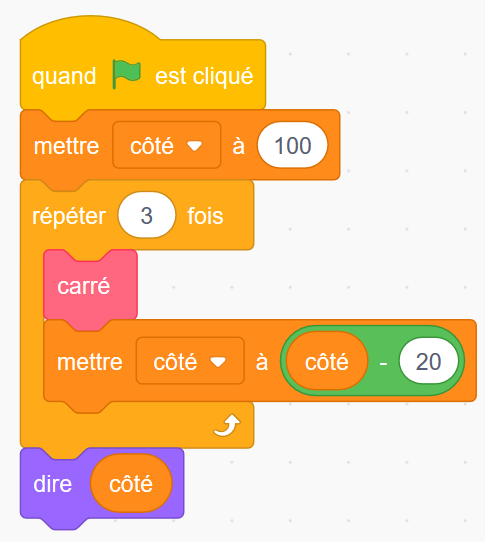 quand est cliqué
mettre côté à 100
répéter 3 fois
carré
mettre côté à côté - 20
dire côté